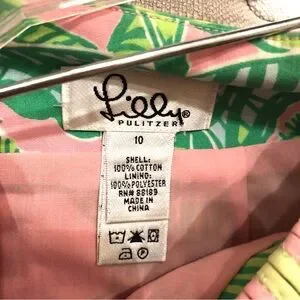 Lilly®
PULITZER
10
SHELL:
100% COTTON
LINING:
100% POLYESTER
RN# 88189
MADE IN
CHINA